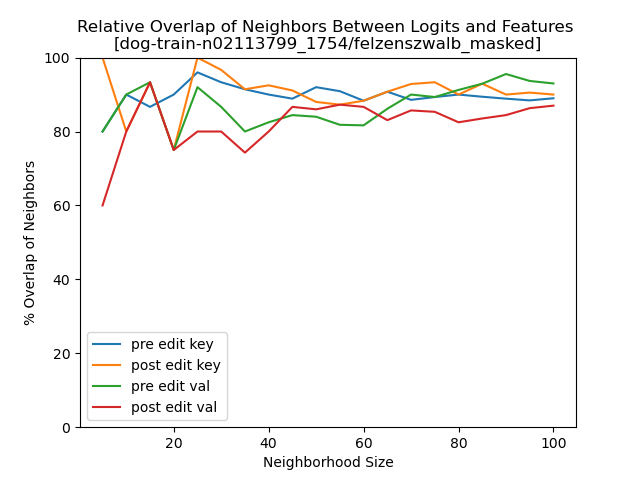 Relative Overlap of Neighbors Between Logits and Features
[dog-train-n02113799_1754/felzenszwalb_masked]
100
80
60
40
20
0
% Overlap of Neighbors
pre edit key
post edit key
pre edit val
post edit val
20 40 60 80 100
Neighborhood Size